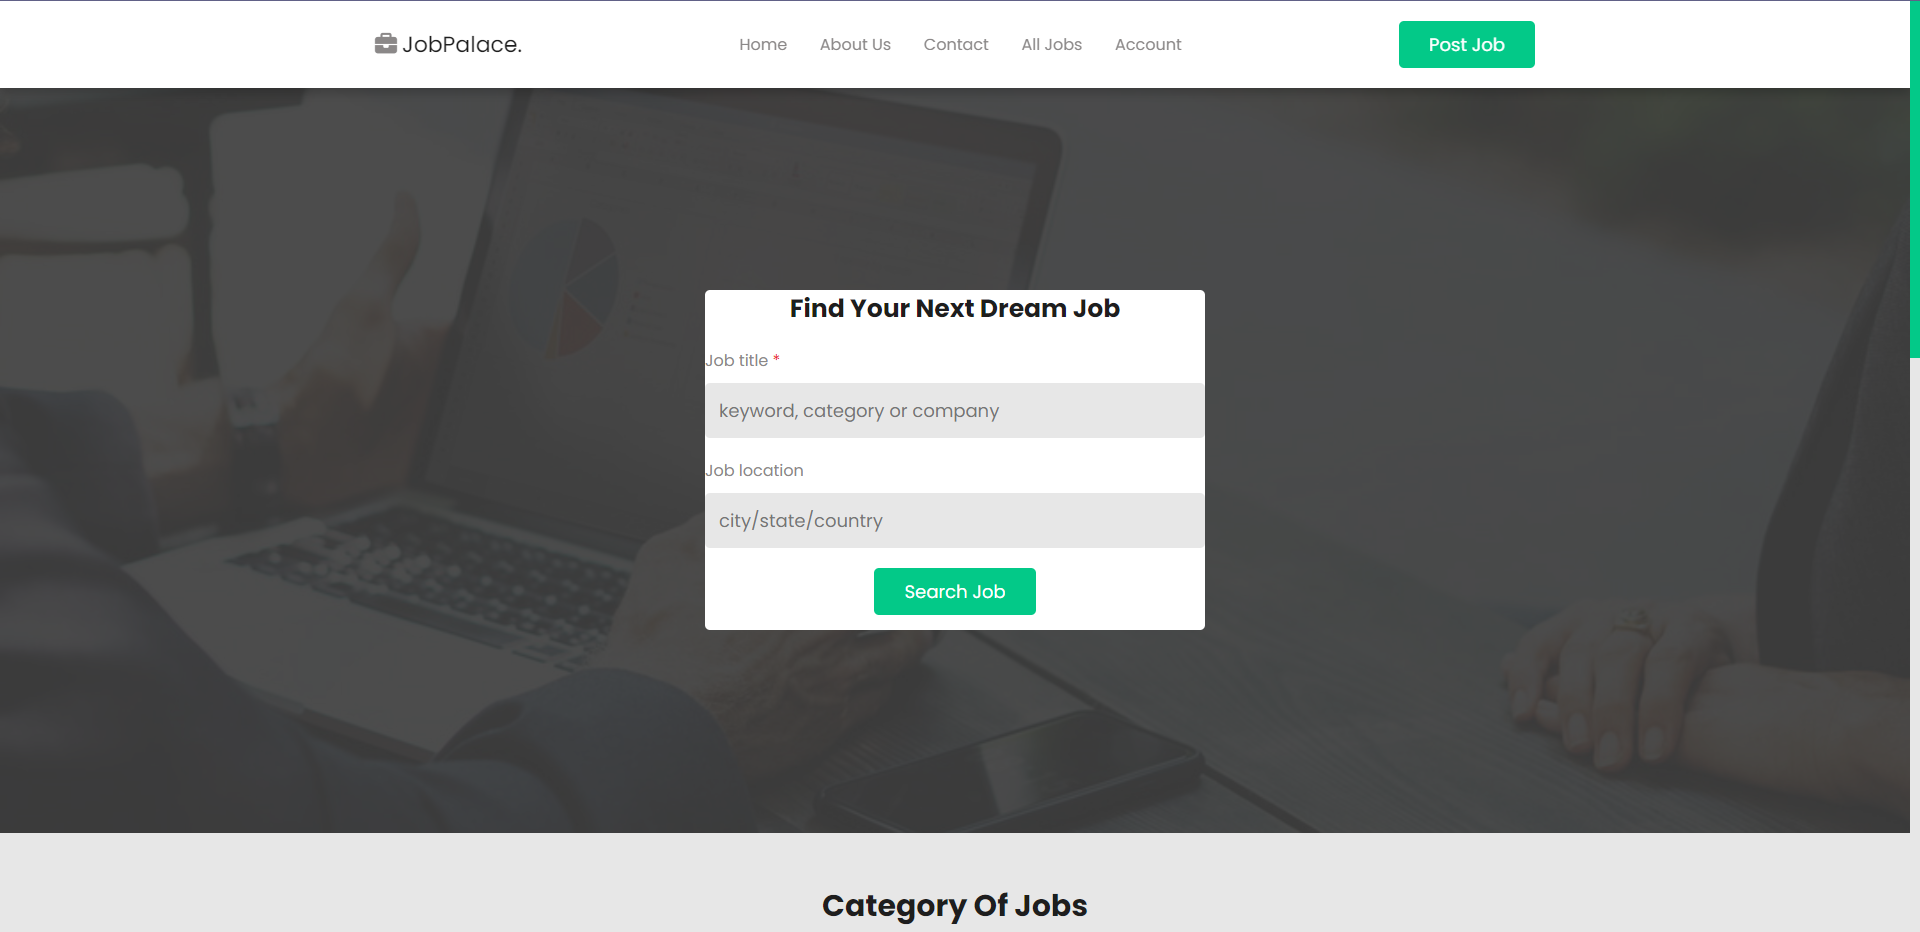 JobPalace.
Home
About Us
Contact
All Jobs
Account
Post Job
Find Your Next Dream Job
Job title *
keyword, category or company
Job location
city/state/country
Search Job
Category Of Jobs